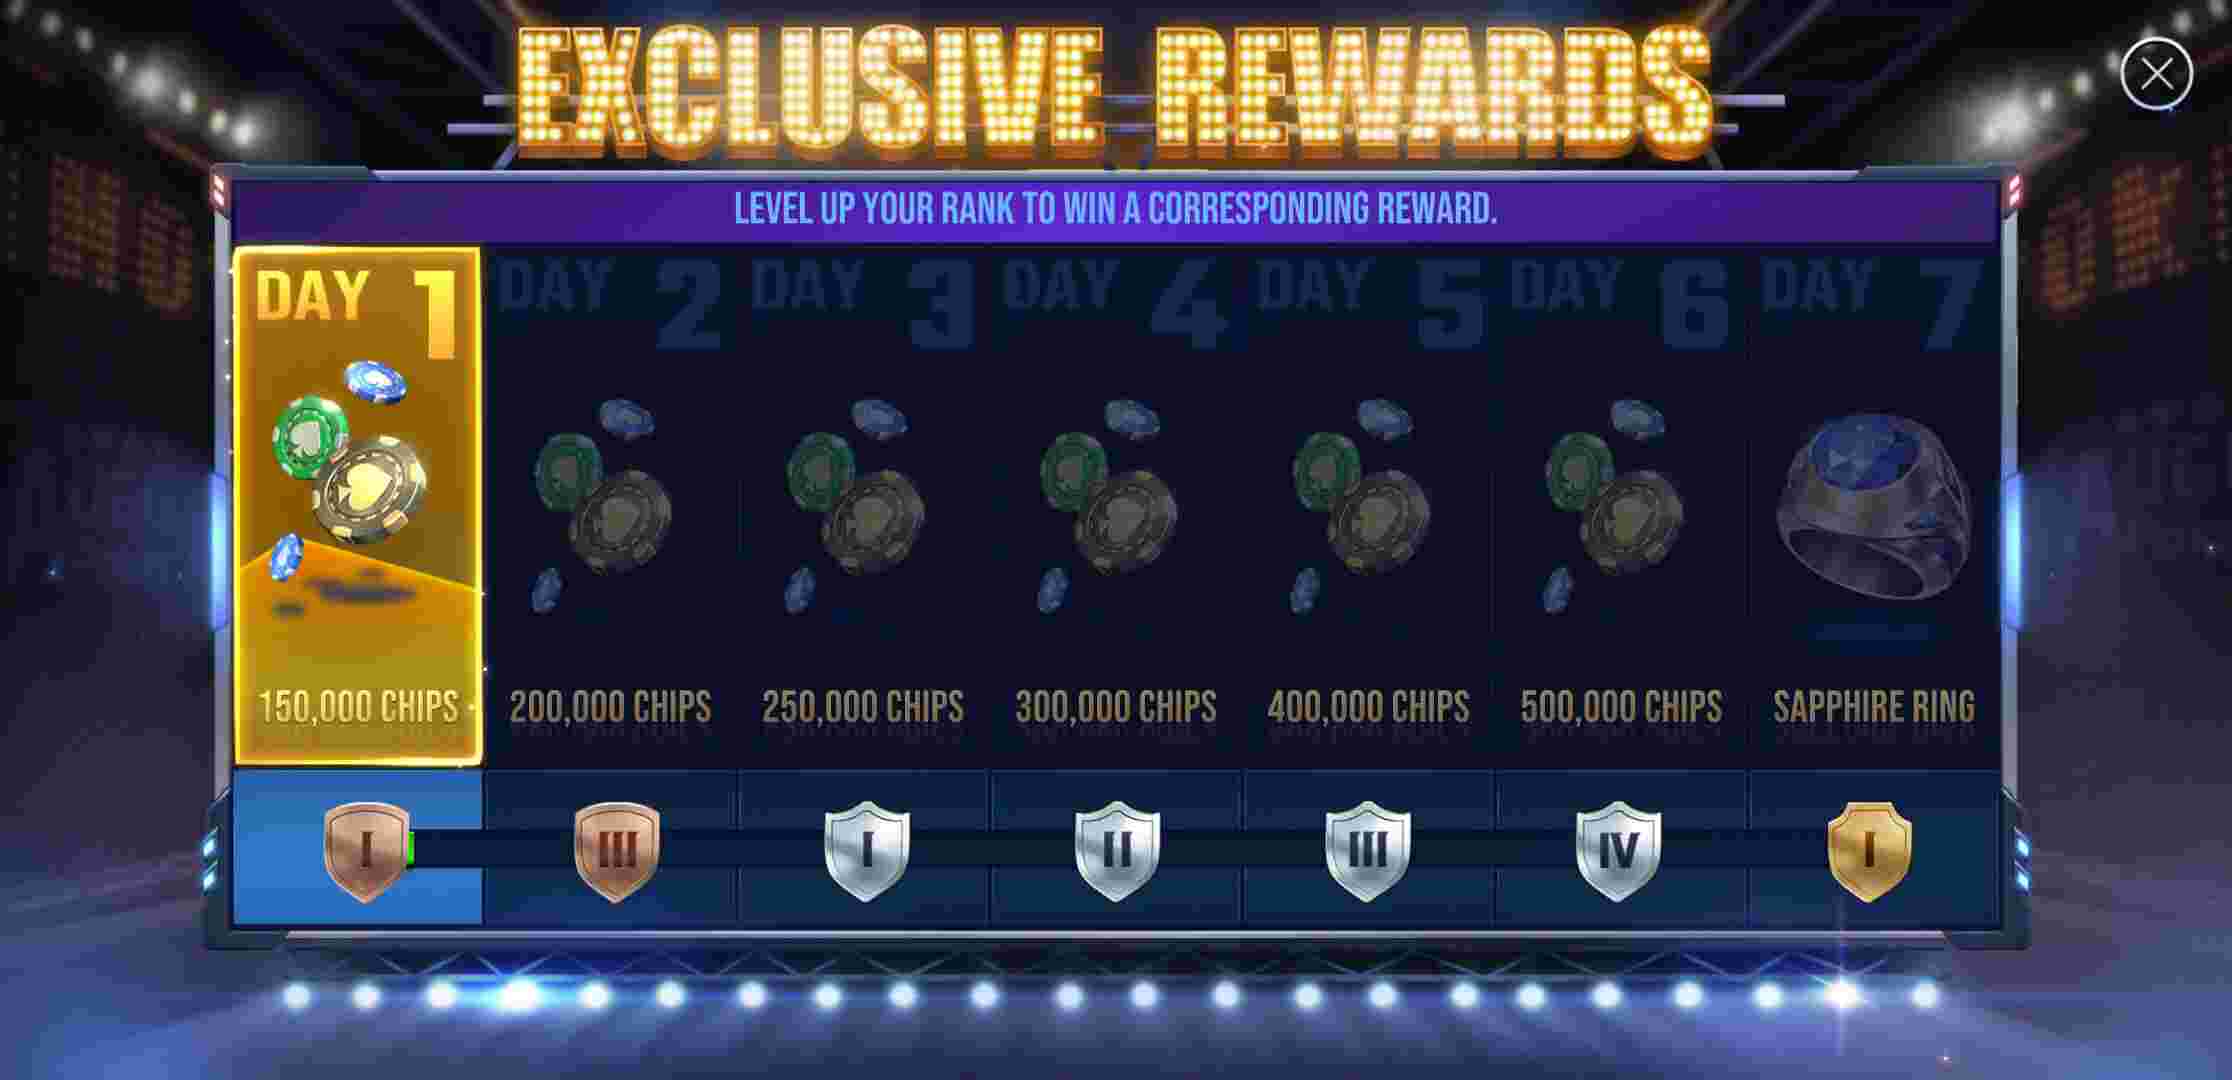 EXCLUSIVE REWARDS
LEVEL UP YOUR RANK TO WIN A CORRESPONDING REWARD.
DAY 1
DAY 2
DAY 3
DAY 4
DAY 5
DAY 6
DAY 7
150,000 CHIPS
200,000 CHIPS
250,000 CHIPS
300,000 CHIPS
400,000 CHIPS
500,000 CHIPS
SAPPHIRE RING
I
III
I
II
III
IV
I